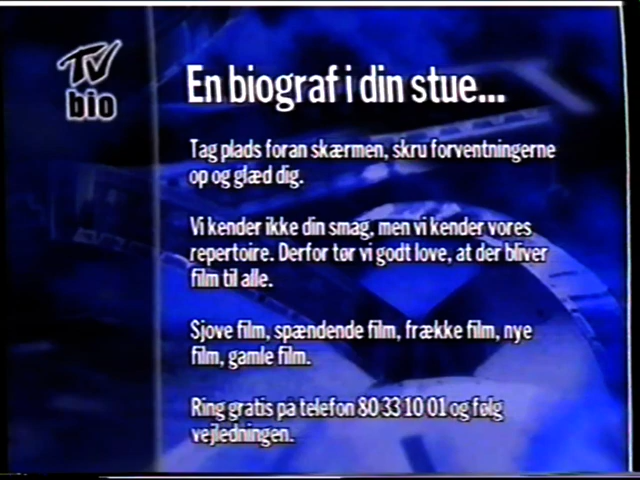 TV
bio
En biograf i din stue...
Tag plads foran skærmen, skru forventningerne
op og glæd dig.
Vi kender ikke din smag, men vi kender vores
repertoire. Derfor tør vi godt love, at der bliver
film til alle.
Sjove film, spændende film, frække film, nye
film, gamle film.
Ring gratis på telefon 80 33 10 01 og følg
vejledningen.